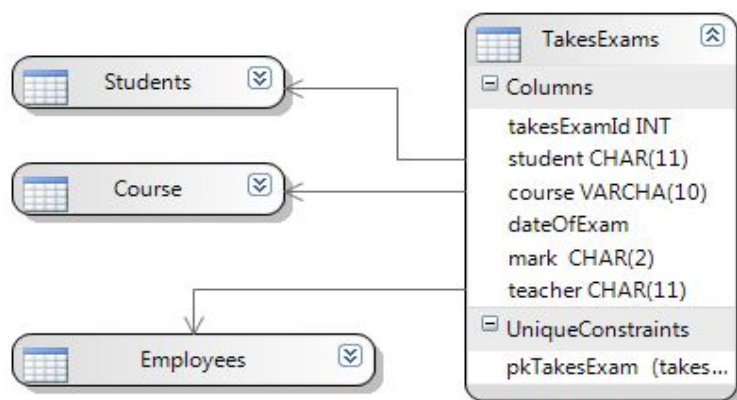 TakesExams
Students
Columns
takesExamId INT
student CHAR(11)
Course
course VARCHA(10)
dateOfExam
mark CHAR(2)
teacher CHAR(11)
UniqueConstraints
Employees
pkTakesExam (takes...